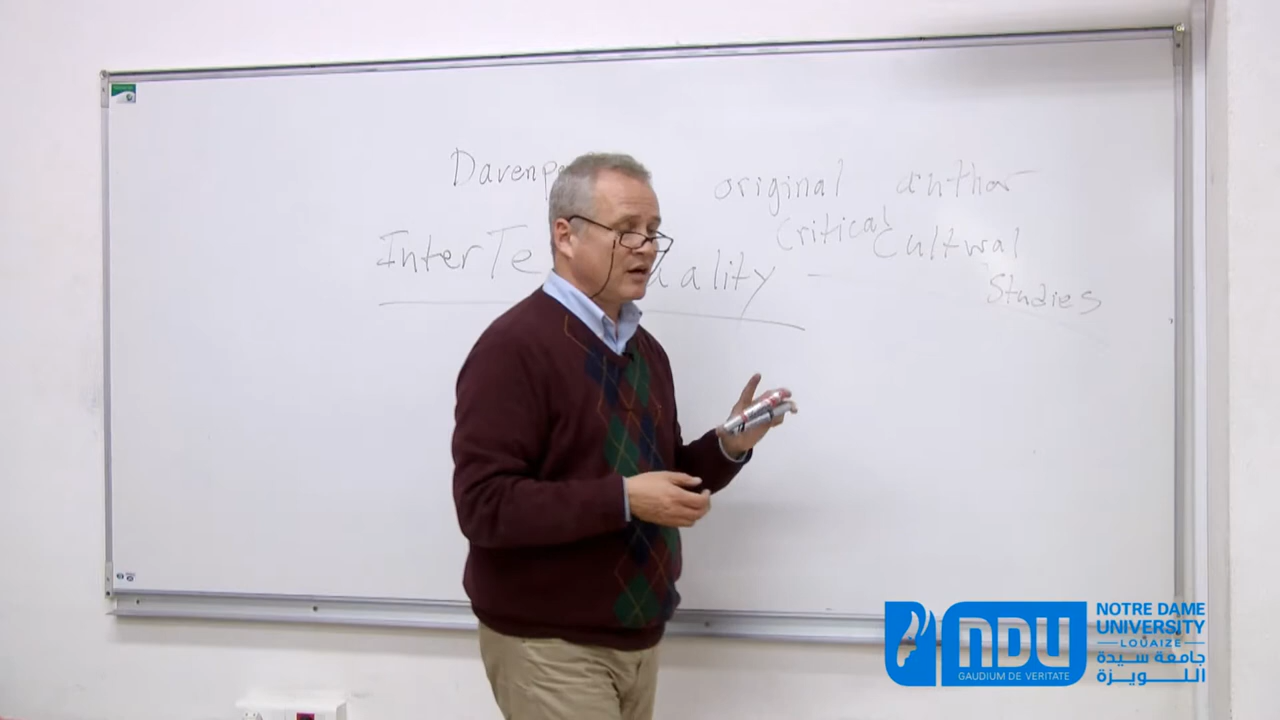 original author
Critical Cultural
Studies
NDU
GAUDIUM DE VERITATE
NOTRE DAME
UNIVERSITY
LOUAIZE
جامعة سيدة
اللويزة